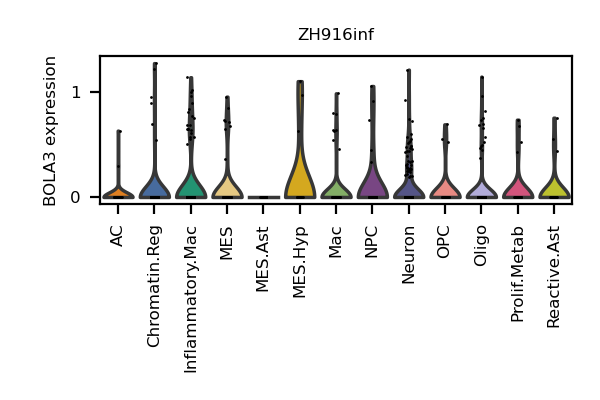 ZH916inf
BOLA3 expression
1
0
AC
Chromatin.Reg
Inflammatory.Mac
MES
MES.Ast
MES.Hyp
Mac
NPC
Neuron
OPC
Oligo
Prolif.Metab
Reactive.Ast